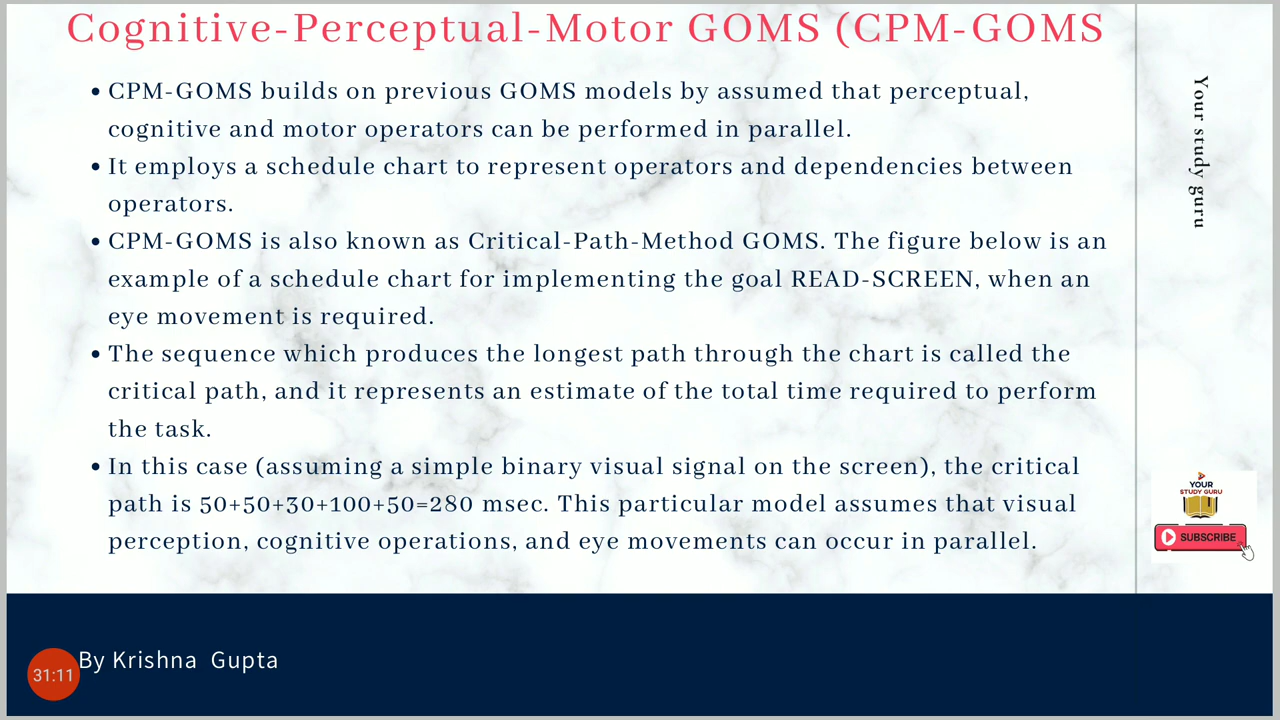 Cognitive-Perceptual-Motor GOMS (CPM-GOMS
• CPM-GOMS builds on previous GOMS models by assumed that perceptual,
cognitive and motor operators can be performed in parallel.
• It employs a schedule chart to represent operators and dependencies between
operators.
• CPM-GOMS is also known as Critical-Path-Method GOMS. The figure below is an
example of a schedule chart for implementing the goal READ-SCREEN, when an
eye movement is required.
• The sequence which produces the longest path through the chart is called the
critical path, and it represents an estimate of the total time required to perform
the task.
• In this case (assuming a simple binary visual signal on the screen), the critical
path is 50+50+30+100+50=280 msec. This particular model assumes that visual
perception, cognitive operations, and eye movements can occur in parallel.
Your study guru
YOUR
STUDY GURU
SUBSCRIBE
By Krishna Gupta
31:11